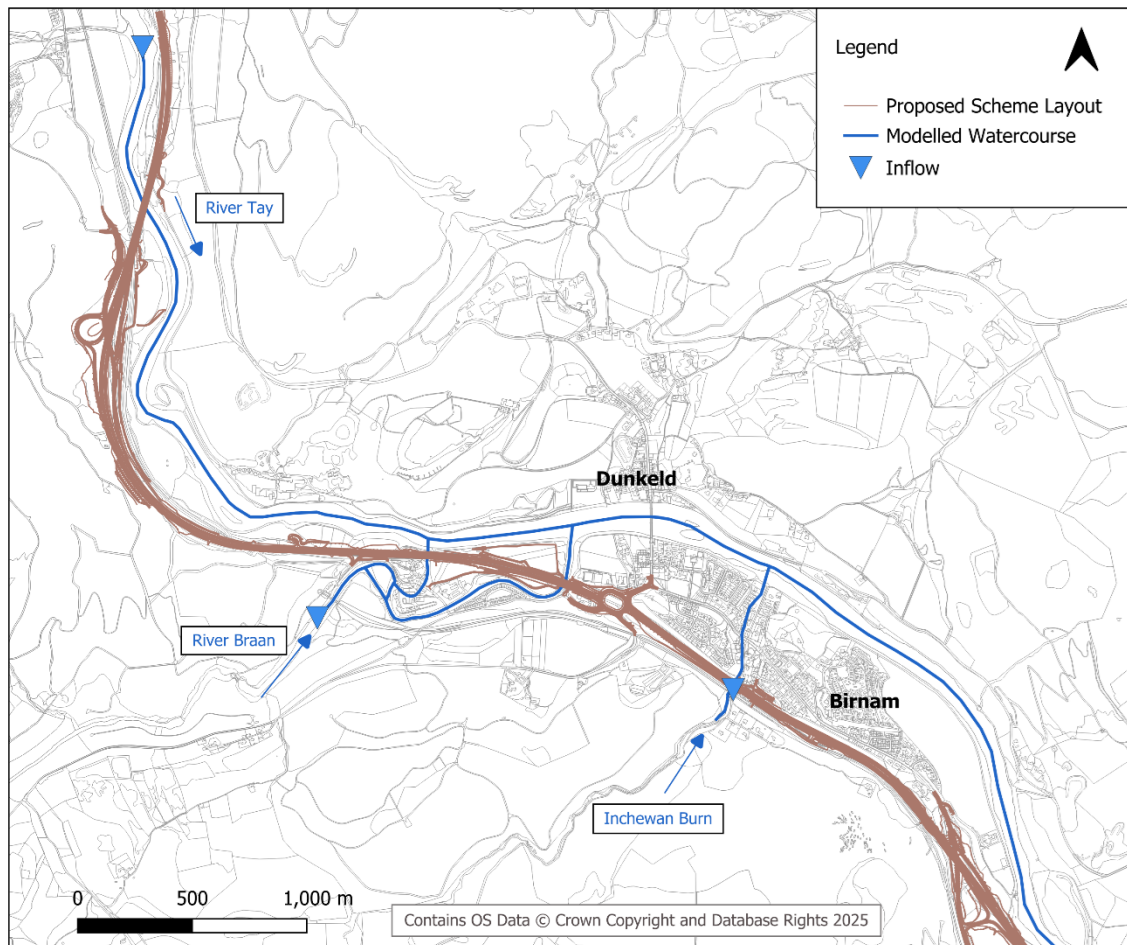 Legend
Proposed Scheme Layout
Modelled Watercourse
Inflow
River Tay
Dunkeld
River Braan
Birnam
Inchewan Burn
0 500 1,000 m
Contains OS Data © Crown Copyright and Database Rights 2025